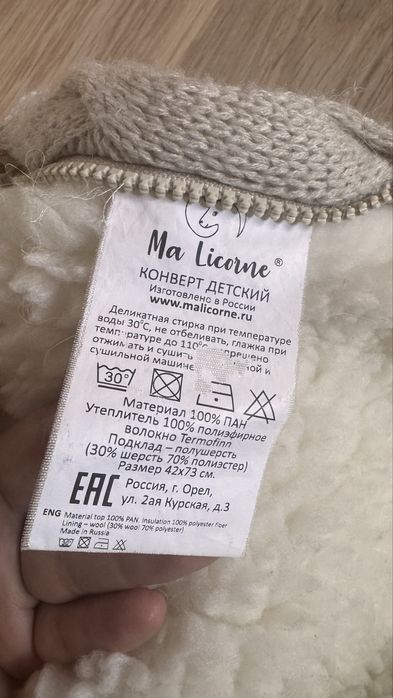 Ma Licorne ®
КОНВЕРТ ДЕТСКИЙ
Изготовлено в России
www.malicorne.ru
Деликатная стирка при температуре
воды 30°C, не отбеливать, глажка при
температуре до 110°
отжимать и сушить
сушильной машине
30°
Материал 100% ПАН
Утеплитель 100% полиэфирное
волокно Termofinn
Подклад – полушерсть
(30% шерсть 70% полиэстер)
Размер 42х73 см.
EAC
Россия, г. Орел,
ул. 2ая Курская, д.3
ENG Material top 100% PAN. Insulation 100% polyester fiber
Lining – wool (30% wool 70% polyester)
Made in Russia